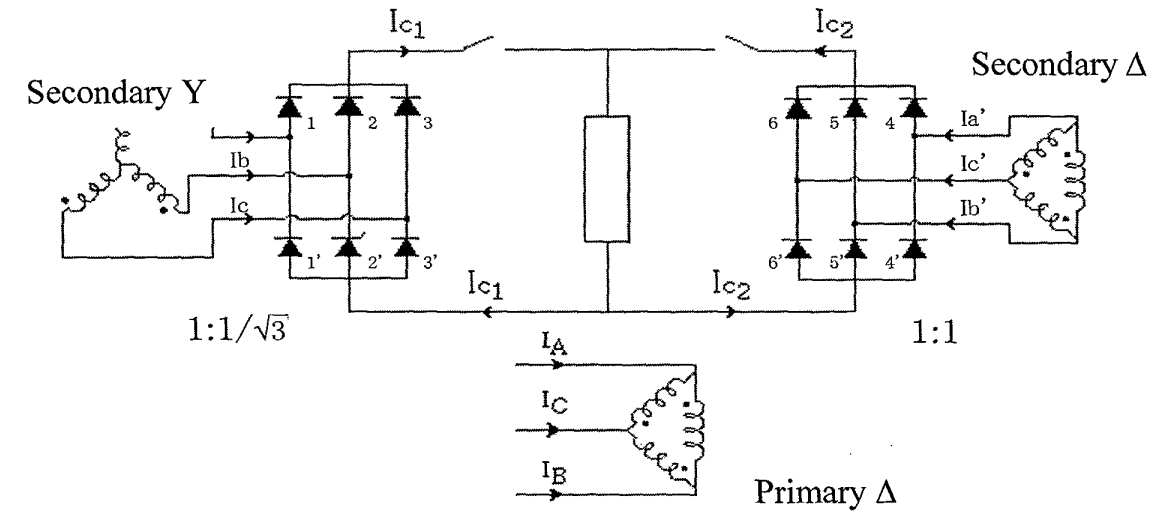 Ic1
Ic2
Secondary Y
Secondary Δ
1
2
3
6
5
4
Ia'
Ib
Ic'
Ic
Ib'
1'
2'
3'
6'
5'
4'
Ic1
Ic2
1:1/√3
1:1
IA
IC
IB
Primary Δ